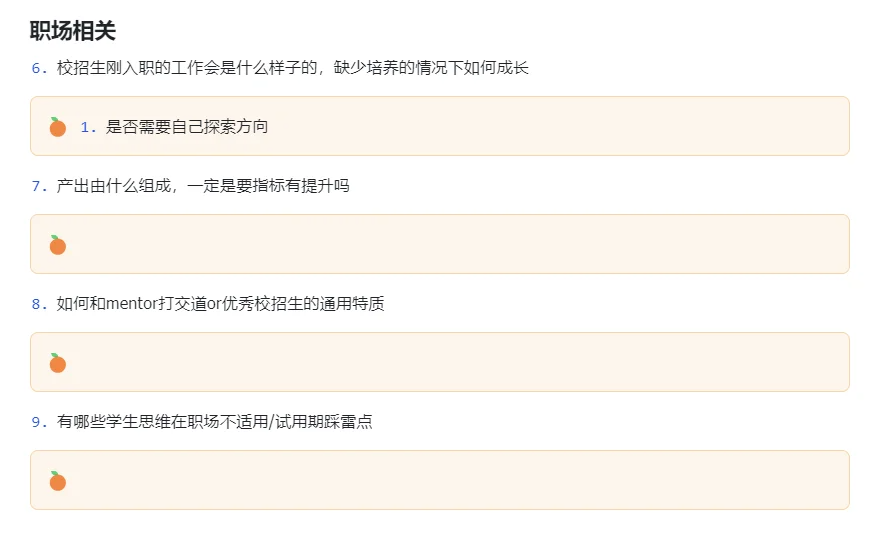 职场相关
6. 校招生刚入职的工作会是什么样子的，缺少培养的情况下如何成长
1. 是否需要自己探索方向
7. 产出由什么组成，一定是要指标有提升吗
8. 如何和mentor打交道or优秀校招生的通用特质
9. 有哪些学生思维在职场不适用/试用期踩雷点